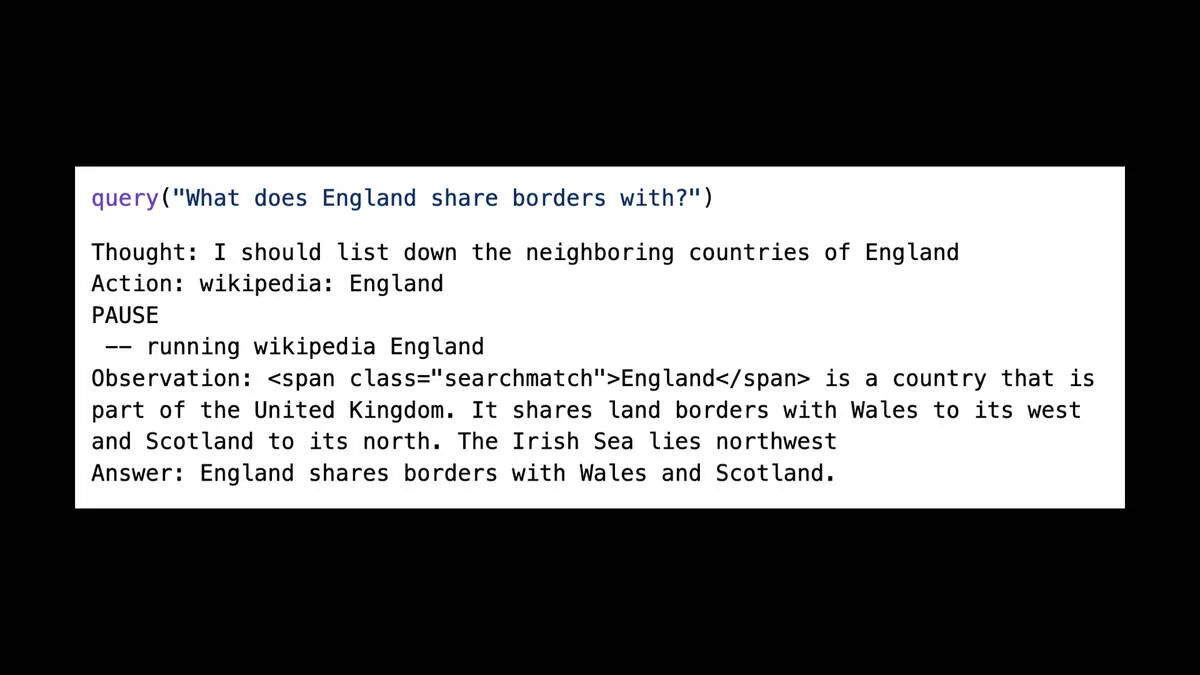 query("What does England share borders with?")
Thought: I should list down the neighboring countries of England
Action: wikipedia: England
PAUSE
-- running wikipedia England
Observation: <span class="searchmatch">England</span> is a country that is
part of the United Kingdom. It shares land borders with Wales to its west
and Scotland to its north. The Irish Sea lies northwest
Answer: England shares borders with Wales and Scotland.